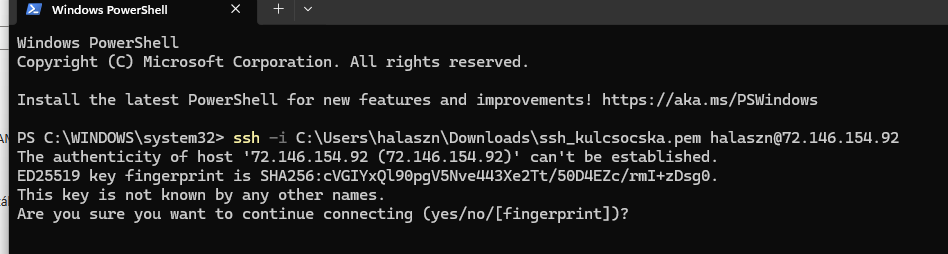 Windows PowerShell
Windows PowerShell
Copyright (C) Microsoft Corporation. All rights reserved.
Install the latest PowerShell for new features and improvements! https://aka.ms/PSWindows
PS C:\WINDOWS\system32> ssh -i C:\Users\halaszn\Downloads\ssh_kulcsocska.pem halaszn@72.146.154.92
The authenticity of host '72.146.154.92 (72.146.154.92)' can't be established.
ED25519 key fingerprint is SHA256:cVGIYxQl90pgV5Nve443Xe2Tt/50D4EZc/rmI+zDsg0.
This key is not known by any other names.
Are you sure you want to continue connecting (yes/no/[fingerprint])?